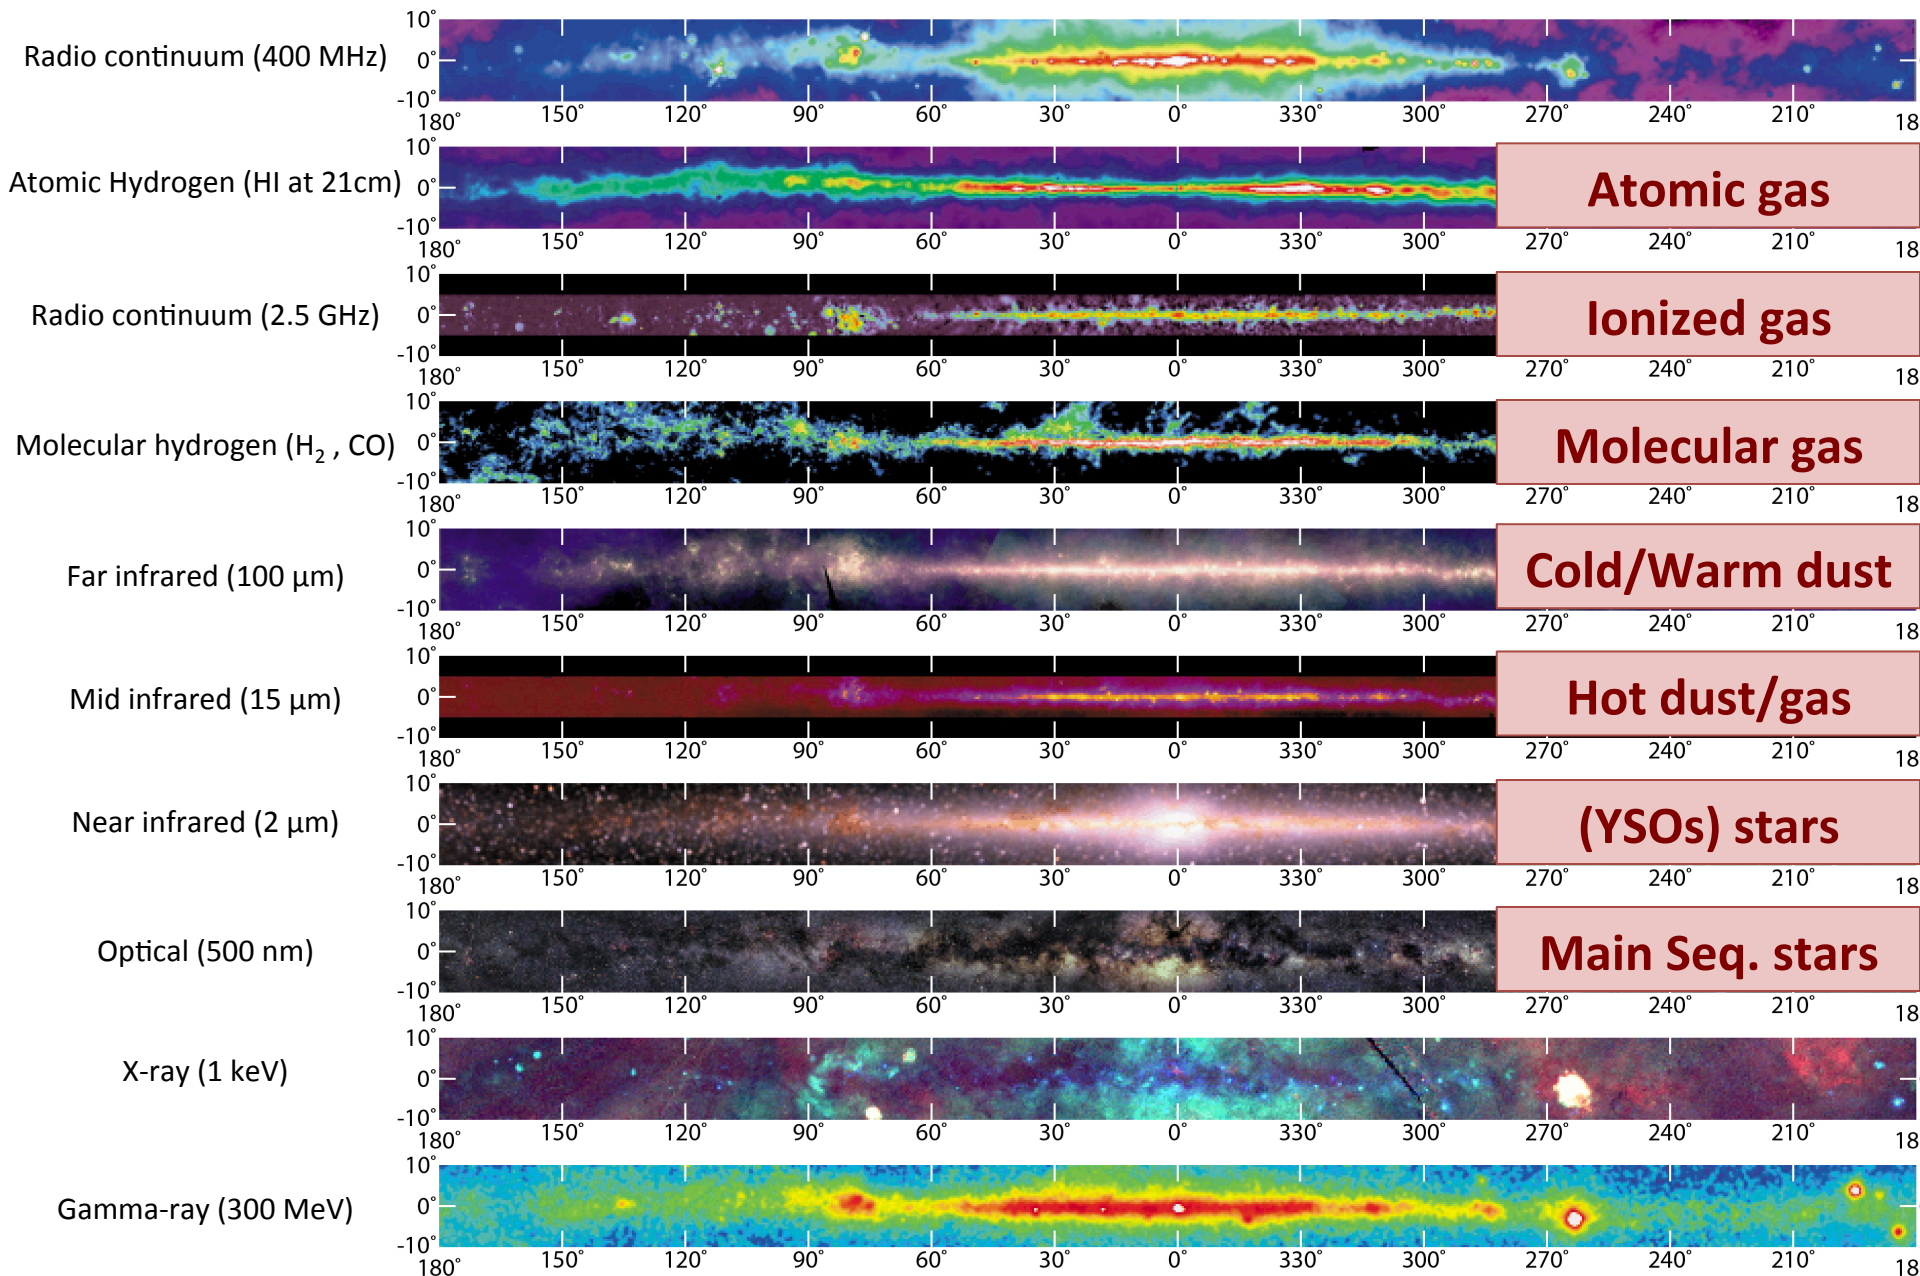 Radio continuum (400 MHz)
10°
0°
-10°
180° 150° 120° 90° 60° 30° 0° 330° 300° 270° 240° 210° 18
Atomic Hydrogen (HI at 21cm)
10°
0°
-10°
Atomic gas
180° 150° 120° 90° 60° 30° 0° 330° 300° 270° 240° 210° 18
Radio continuum (2.5 GHz)
10°
0°
-10°
Ionized gas
180° 150° 120° 90° 60° 30° 0° 330° 300° 270° 240° 210° 18
Molecular hydrogen (H₂ , CO)
10°
0°
-10°
Molecular gas
180° 150° 120° 90° 60° 30° 0° 330° 300° 270° 240° 210° 18
Far infrared (100 µm)
10°
0°
-10°
Cold/Warm dust
180° 150° 120° 90° 60° 30° 0° 330° 300° 270° 240° 210° 18
Mid infrared (15 µm)
10°
0°
-10°
Hot dust/gas
180° 150° 120° 90° 60° 30° 0° 330° 300° 270° 240° 210° 18
Near infrared (2 µm)
10°
0°
-10°
(YSOs) stars
180° 150° 120° 90° 60° 30° 0° 330° 300° 270° 240° 210° 18
Optical (500 nm)
10°
0°
-10°
Main Seq. stars
180° 150° 120° 90° 60° 30° 0° 330° 300° 270° 240° 210° 18
X-ray (1 keV)
10°
0°
-10°
180° 150° 120° 90° 60° 30° 0° 330° 300° 270° 240° 210° 18
Gamma-ray (300 MeV)
10°
0°
-10°
180° 150° 120° 90° 60° 30° 0° 330° 300° 270° 240° 210° 18